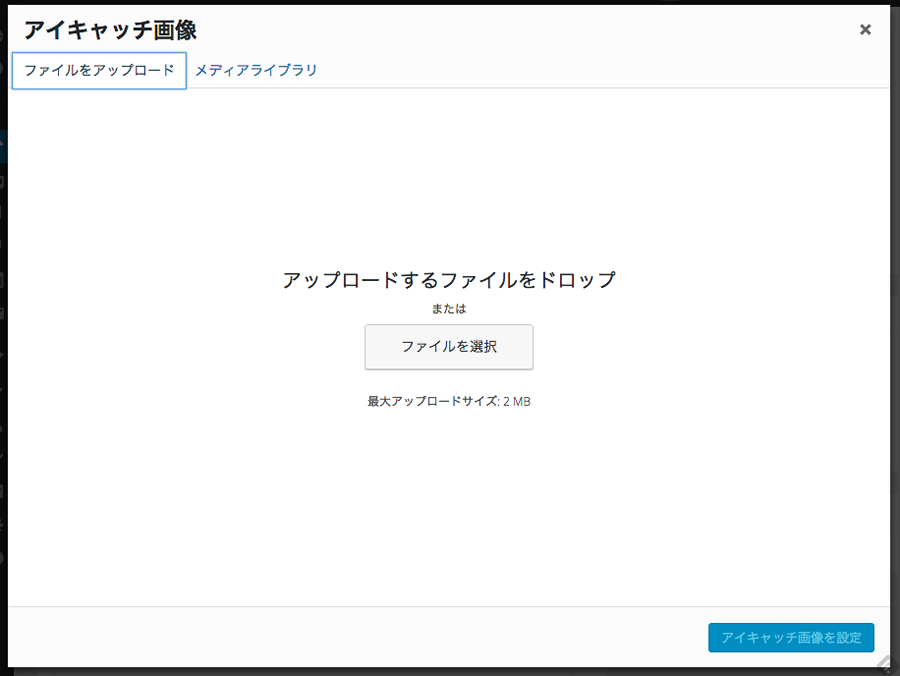 アイキャッチ画像
ファイルをアップロード メディアライブラリ
アップロードするファイルをドロップ
または
ファイルを選択
最大アップロードサイズ: 2 MB
アイキャッチ画像を設定